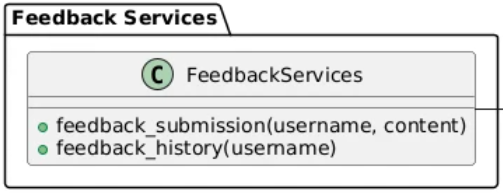 Feedback Services
C FeedbackServices
feedback_submission(username, content)
feedback_history(username)